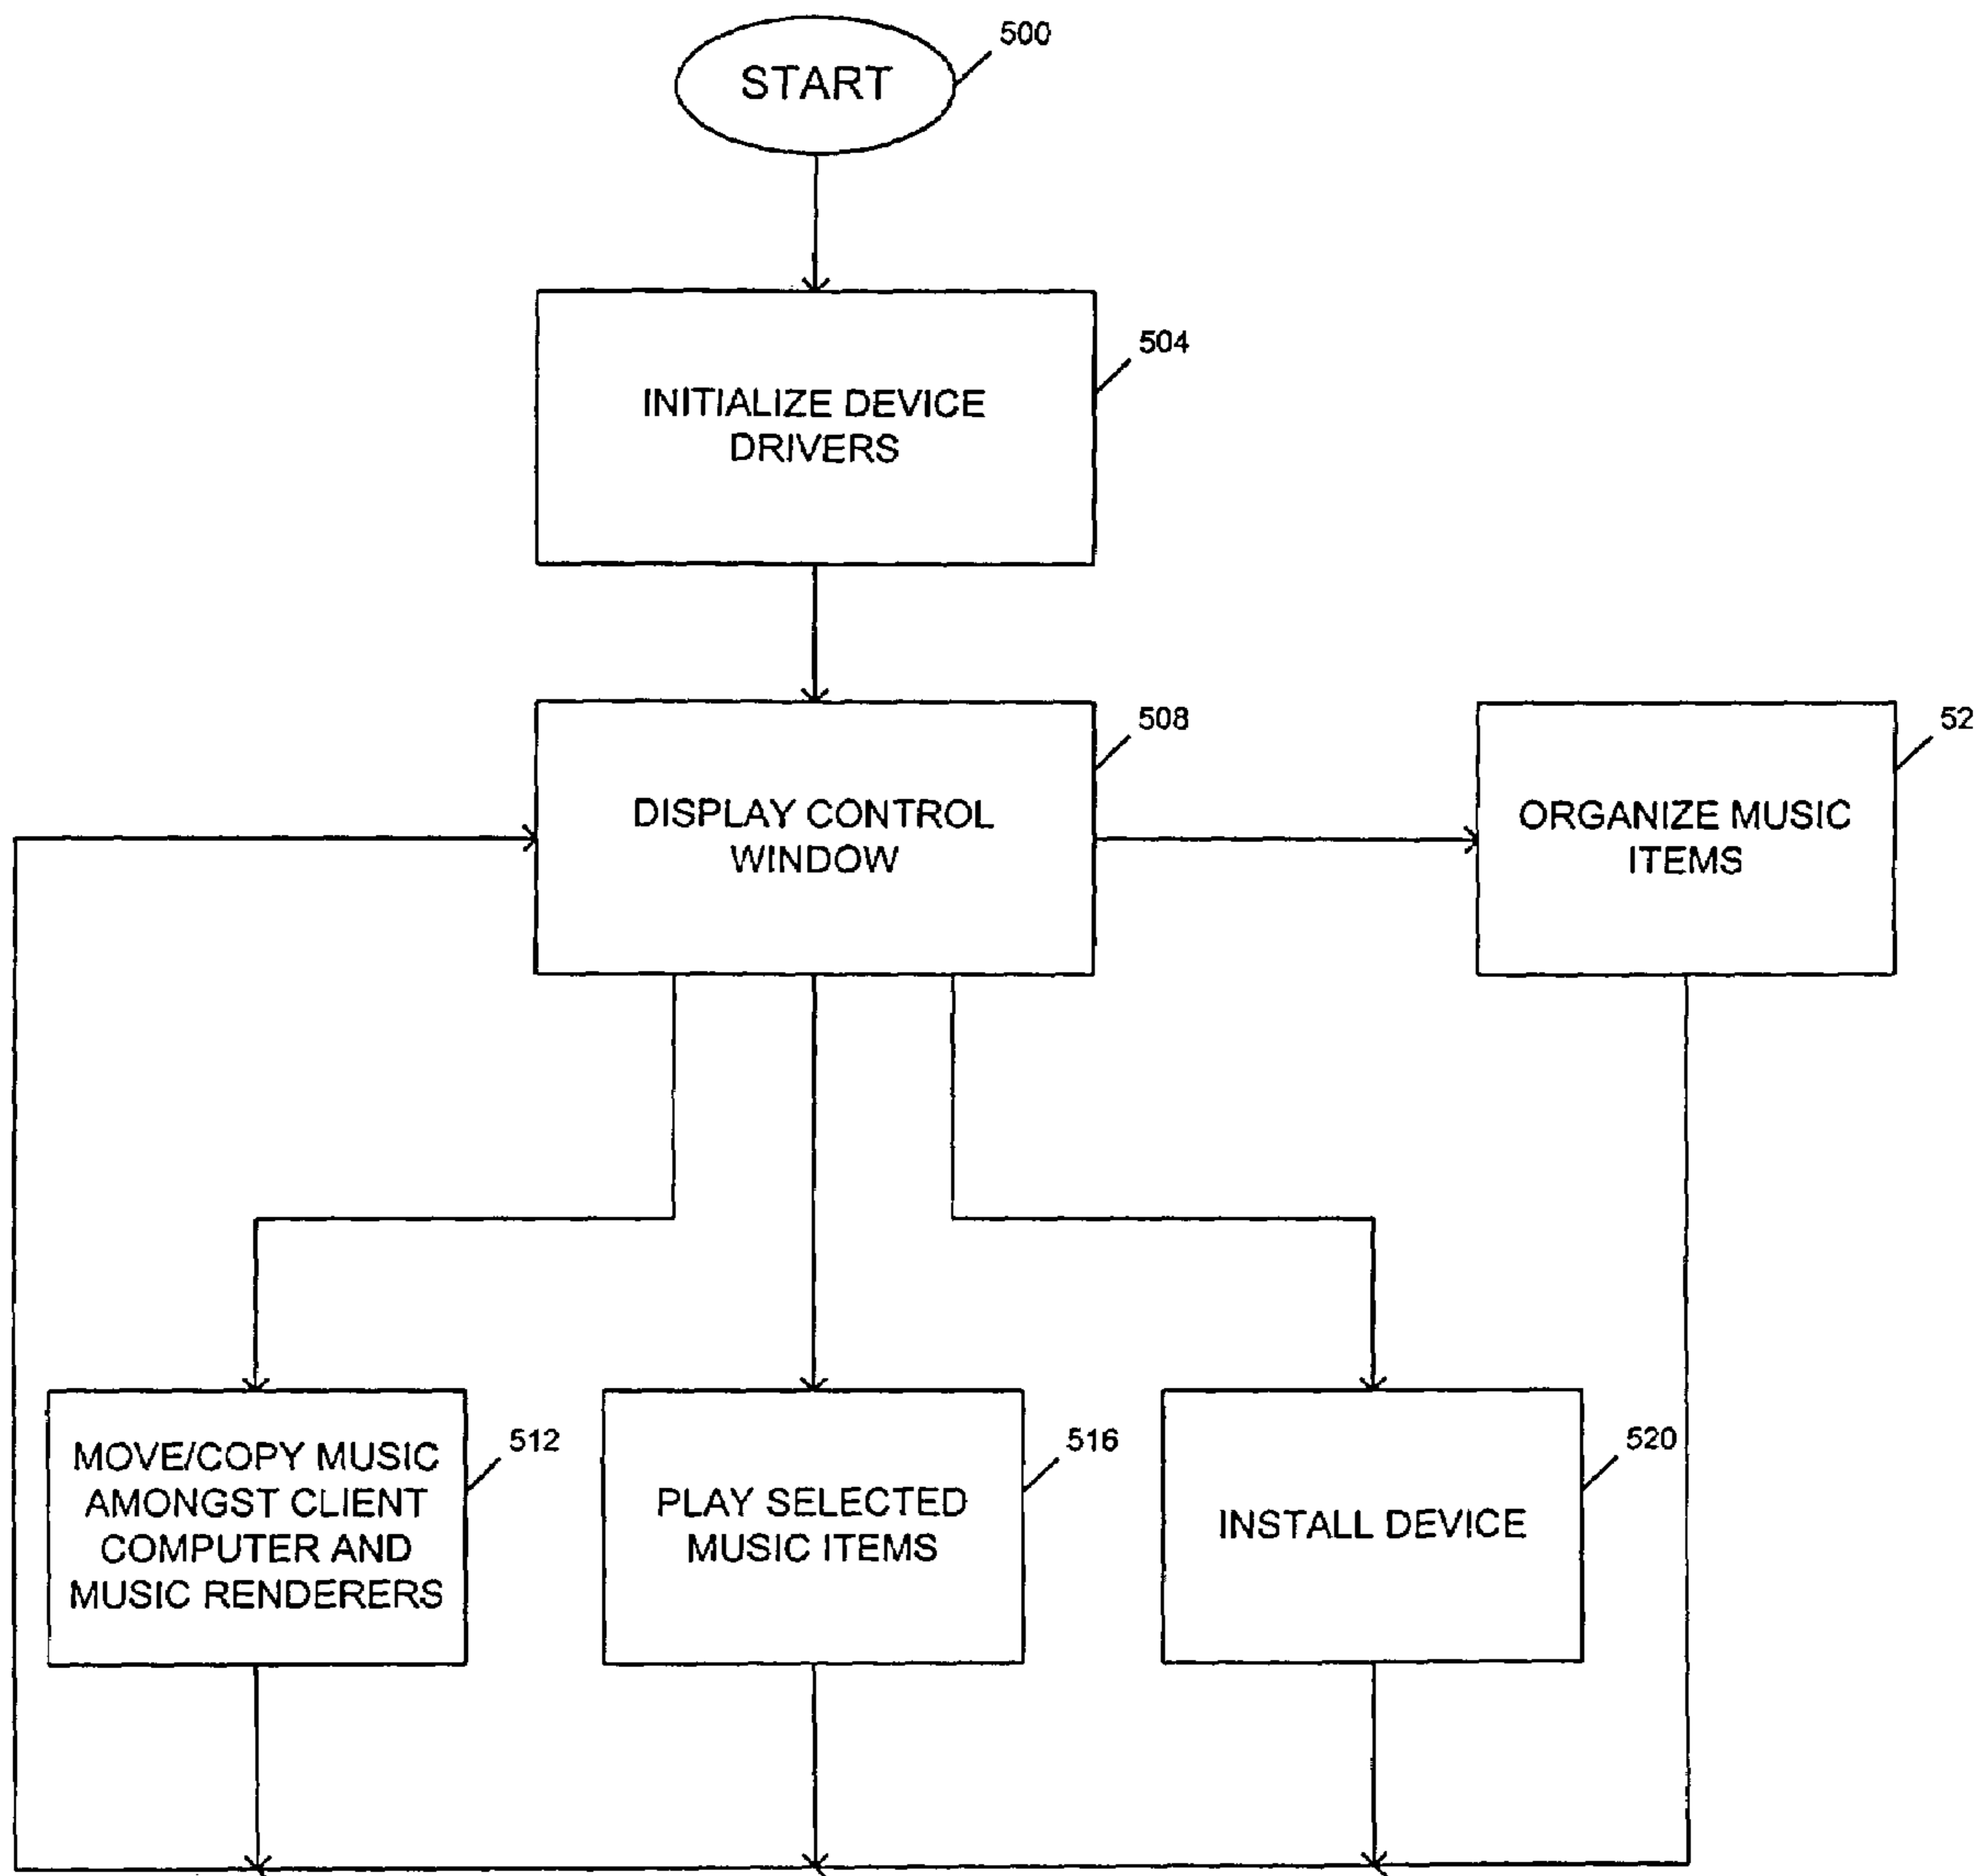 START
500
INITIALIZE DEVICE
DRIVERS
504
DISPLAY CONTROL
WINDOW
508
ORGANIZE MUSIC
ITEMS
52
MOVE/COPY MUSIC
AMONGST CLIENT
COMPUTER AND
MUSIC RENDERERS
512
PLAY SELECTED
MUSIC ITEMS
516
INSTALL DEVICE
520